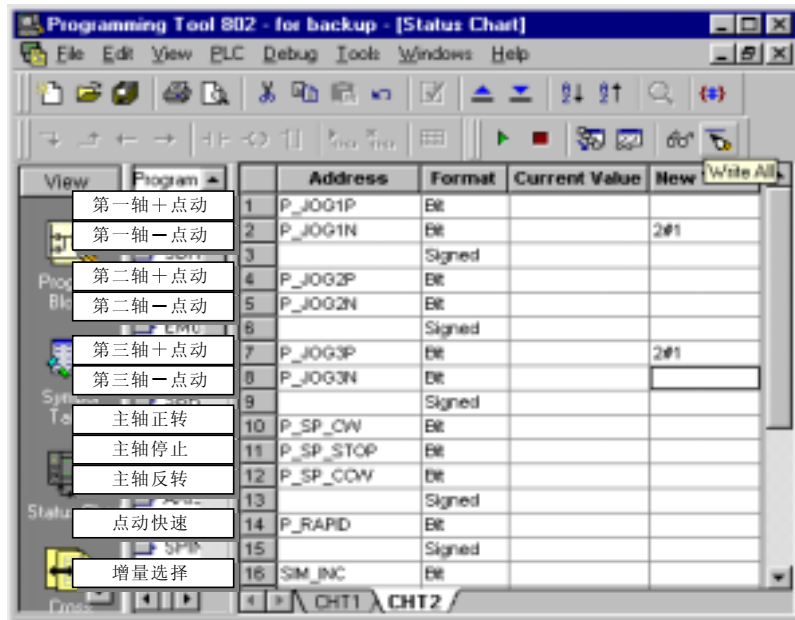 Programming Tool 802 - for backup - [Status Chart]
File Edit View PLC Debug Tools Windows Help
Write All
View Program Address Format Current Value New
第一轴＋点动 1 P_JOG1P Bit
第一轴－点动 2 P_JOG1N Bit 2#1
3 Signed
第二轴＋点动 4 P_JOG2P Bit
第二轴－点动 5 P_JOG2N Bit
6 Signed
第三轴＋点动 7 P_JOG3P Bit 2#1
第三轴－点动 8 P_JOG3N Bit
9 Signed
主轴正转 10 P_SP_CW Bit
主轴停止 11 P_SP_STOP Bit
主轴反转 12 P_SP_CCW Bit
13 Signed
点动快速 14 P_RAPID Bit
15 Signed
增量选择 16 SIM_INC Bit
Cross CHT1 CHT2